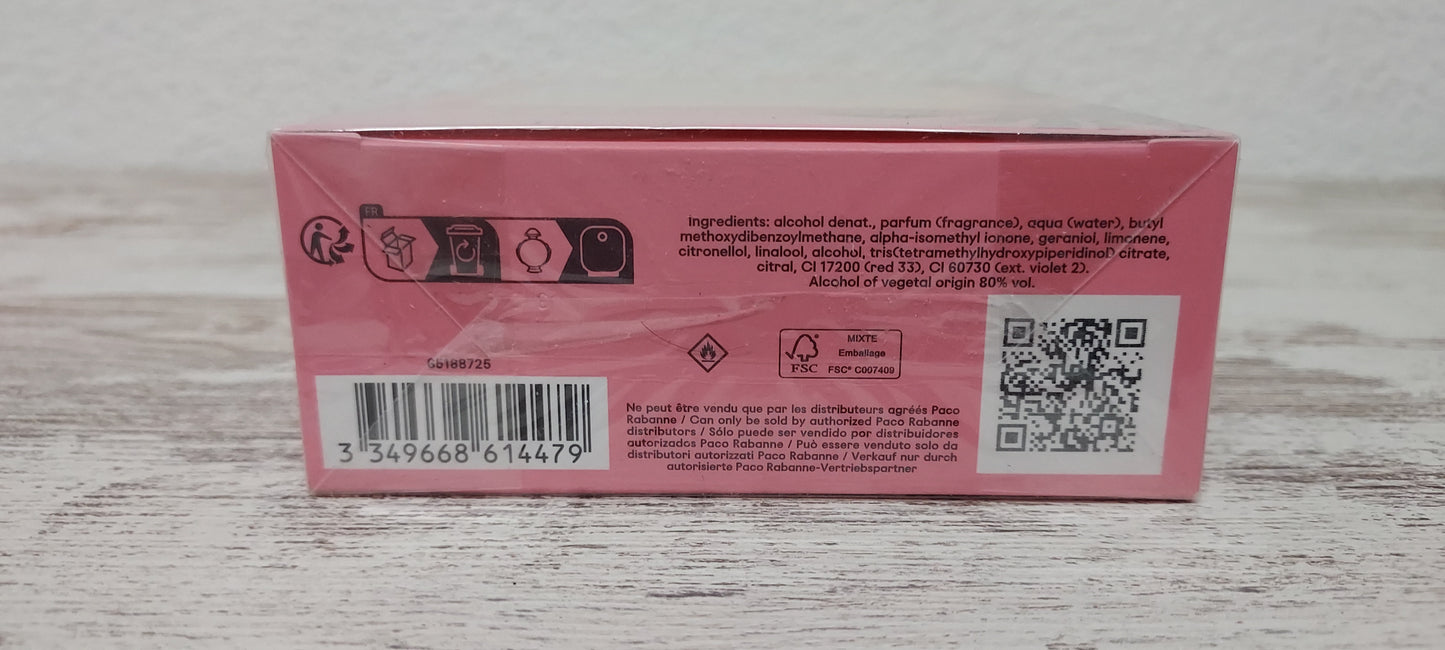 FR
ingredients: alcohol denat., parfum (fragrance), aqua (water), butyl
methoxydibenzoylmethane, alpha-isomethyl ionone, geraniol, limonene,
citronellol, linalool, alcohol, tris(tetramethylhydroxypiperidinol) citrate,
citral, CI 17200 (red 33), CI 60730 (ext. violet 2).
Alcohol of vegetal origin 80% vol.
65188725
3 349668 614479
FSC
MIXTE
Emballage
FSC® C007409
Ne peut être vendu que par les distributeurs agréés Paco
Rabanne / Can only be sold by authorized Paco Rabanne
distributors / Sólo puede ser vendido por distribuidores
autorizados Paco Rabanne / Può essere venduto solo da
distributori autorizzati Paco Rabanne / Verkauf nur durch
autorisierte Paco Rabanne-Vertriebspartner